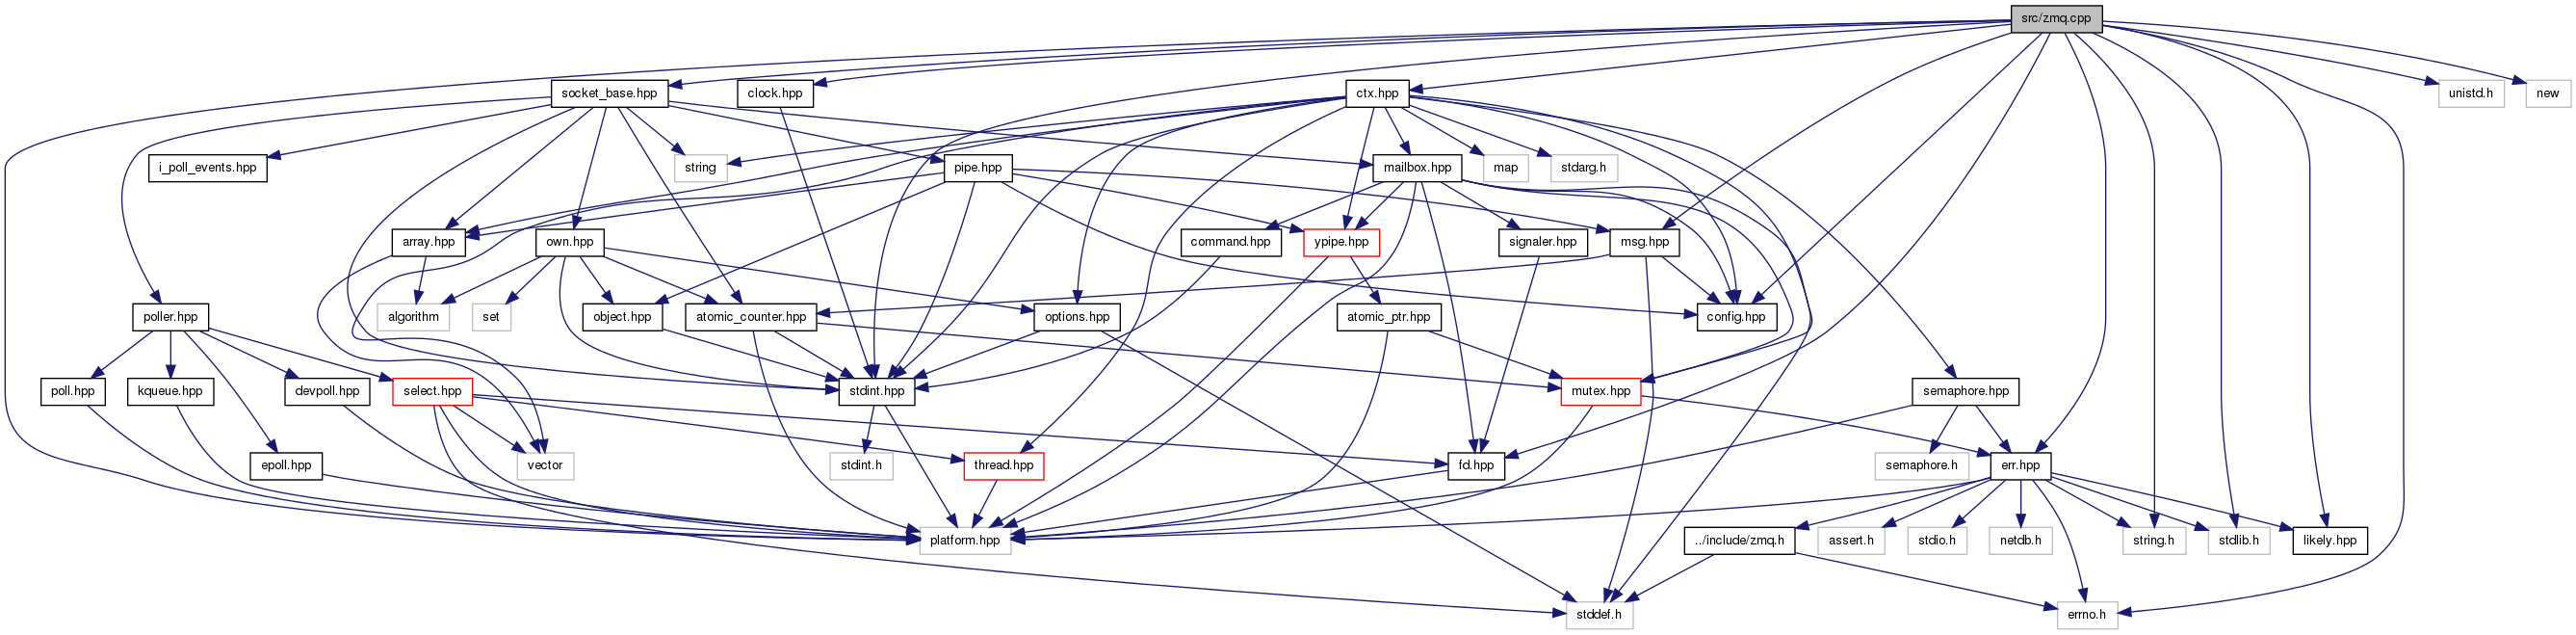 src/zmq.cpp
socket_base.hpp
clock.hpp
ctx.hpp
unistd.h
new
i_poll_events.hpp
string
pipe.hpp
mailbox.hpp
map
stdarg.h
array.hpp
own.hpp
command.hpp
ypipe.hpp
signaler.hpp
msg.hpp
poller.hpp
algorithm
set
object.hpp
atomic_counter.hpp
options.hpp
atomic_ptr.hpp
config.hpp
poll.hpp
kqueue.hpp
devpoll.hpp
select.hpp
stdint.hpp
mutex.hpp
semaphore.hpp
epoll.hpp
vector
stdint.h
thread.hpp
fd.hpp
semaphore.h
err.hpp
platform.hpp
../include/zmq.h
assert.h
stdio.h
netdb.h
string.h
stdlib.h
likely.hpp
stddef.h
errno.h